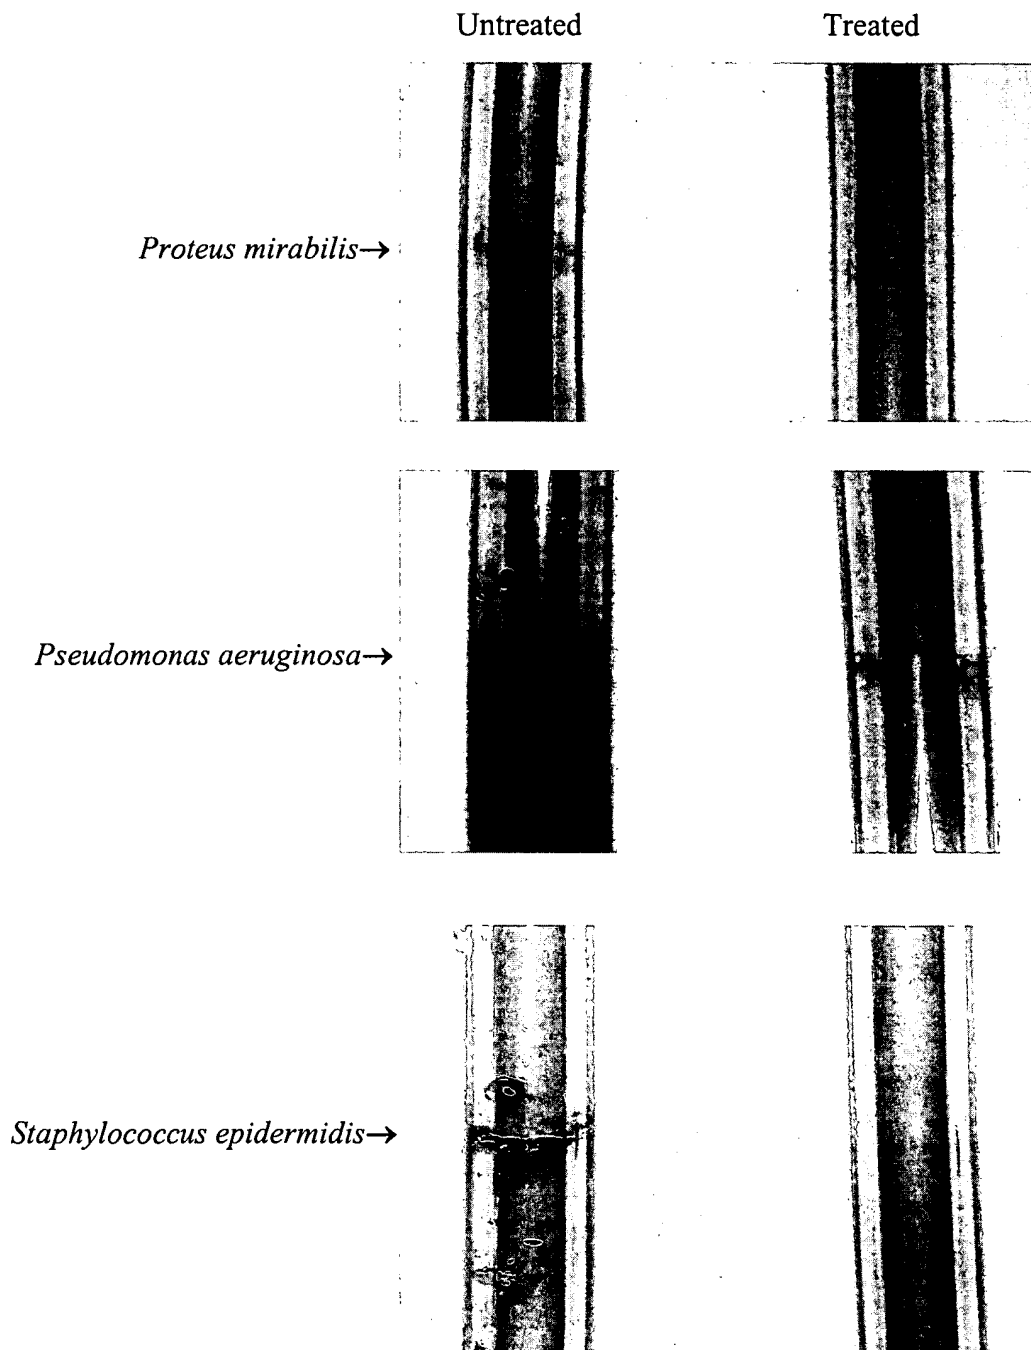 Untreated Treated
Proteus mirabilis→
Pseudomonas aeruginosa→
Staphylococcus epidermidis→